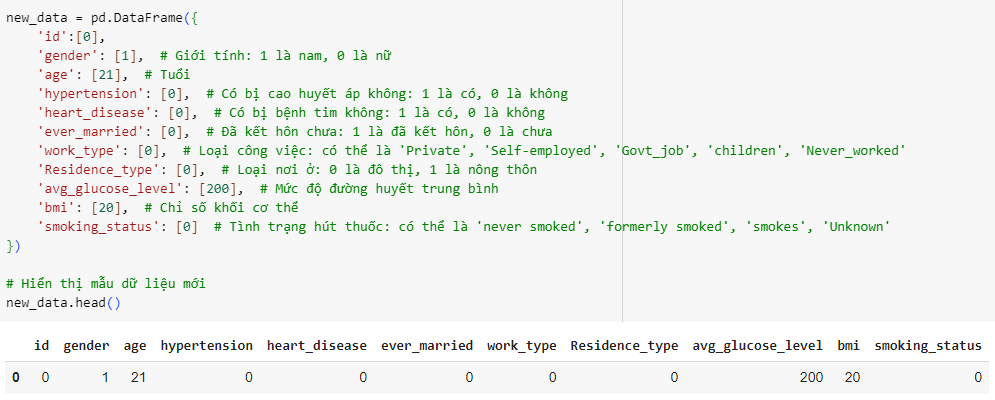 new_data = pd.DataFrame({
    'id':[0],
    'gender': [1],  # Giới tính: 1 là nam, 0 là nữ
    'age': [21],  # Tuổi
    'hypertension': [0],  # Có bị cao huyết áp không: 1 là có, 0 là không
    'heart_disease': [0],  # Có bị bệnh tim không: 1 là có, 0 là không
    'ever_married': [0],  # Đã kết hôn chưa: 1 là đã kết hôn, 0 là chưa
    'work_type': [0],  # Loại công việc: có thể là 'Private', 'Self-employed', 'Govt_job', 'children', 'Never_worked'
    'Residence_type': [0],  # Loại nơi ở: 0 là đô thị, 1 là nông thôn
    'avg_glucose_level': [200],  # Mức độ đường huyết trung bình
    'bmi': [20],  # Chỉ số khối cơ thể
    'smoking_status': [0]  # Tình trạng hút thuốc: có thể là 'never smoked', 'formerly smoked', 'smokes', 'Unknown'
})
# Hiển thị mẫu dữ liệu mới
new_data.head()
id gender age hypertension heart_disease ever_married work_type Residence_type avg_glucose_level bmi smoking_status
0 0 1 21 0 0 0 0 0 200 20 0